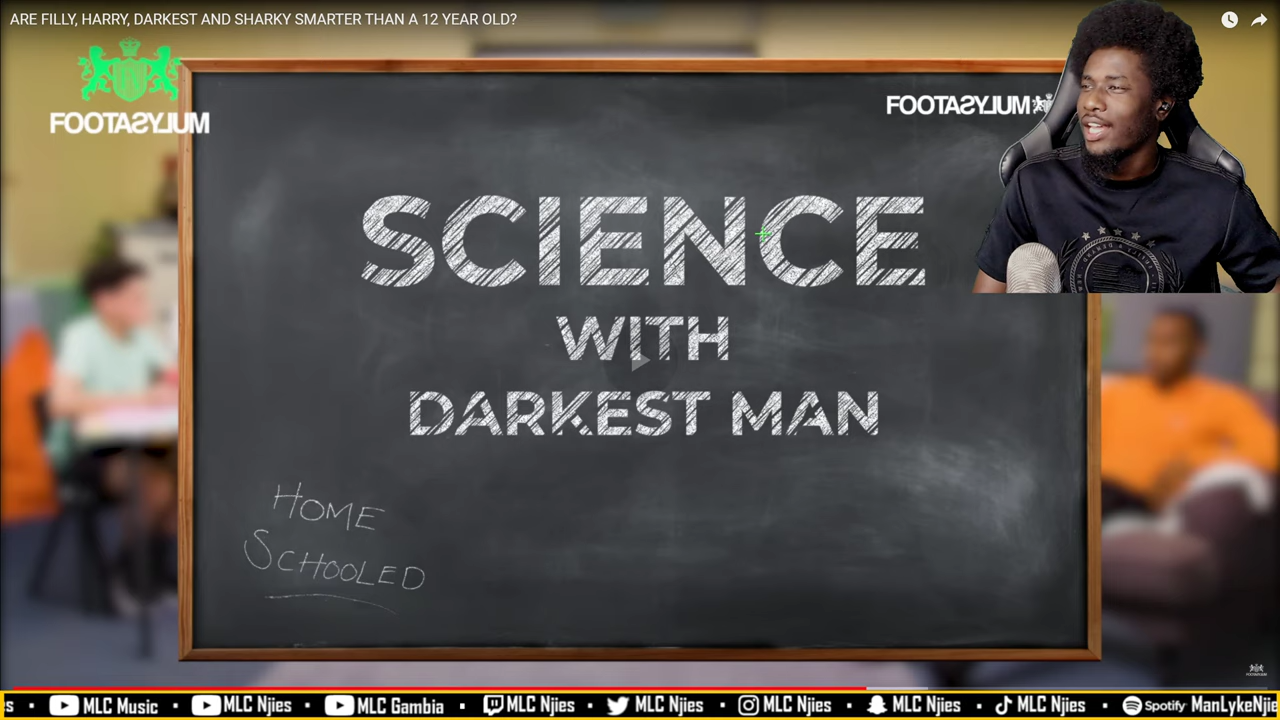 ARE FILLY, HARRY, DARKEST AND SHARKY SMARTER THAN A 12 YEAR OLD?
FOOTASYLUM
FOOTASYLUM
SCIENCE
WITH
DARKEST MAN
HOME
SCHOOLED
s · MLC Music · MLC Njies · MLC Gambia · MLC Njies · MLC Njies · MLC Njies · MLC Njies · MLC Njies · Spotify ManLykeNjie